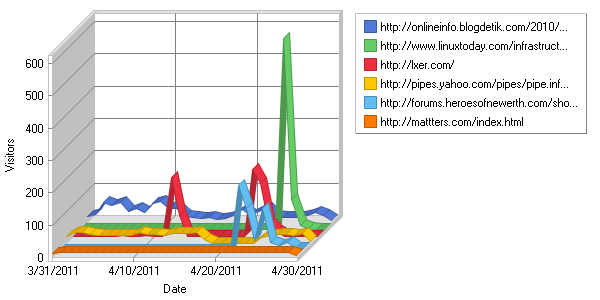 http://onlineinfo.blogdetik.com/2010/...
http://www.linuxtoday.com/infrastruct...
http://lxer.com/
http://pipes.yahoo.com/pipes/pipe.inf...
http://forums.heroesofnewerth.com/sho...
http://mattters.com/index.html
600
500
400
300
200
100
0
Visitors
3/31/2011
4/10/2011
4/20/2011
4/30/2011
Date